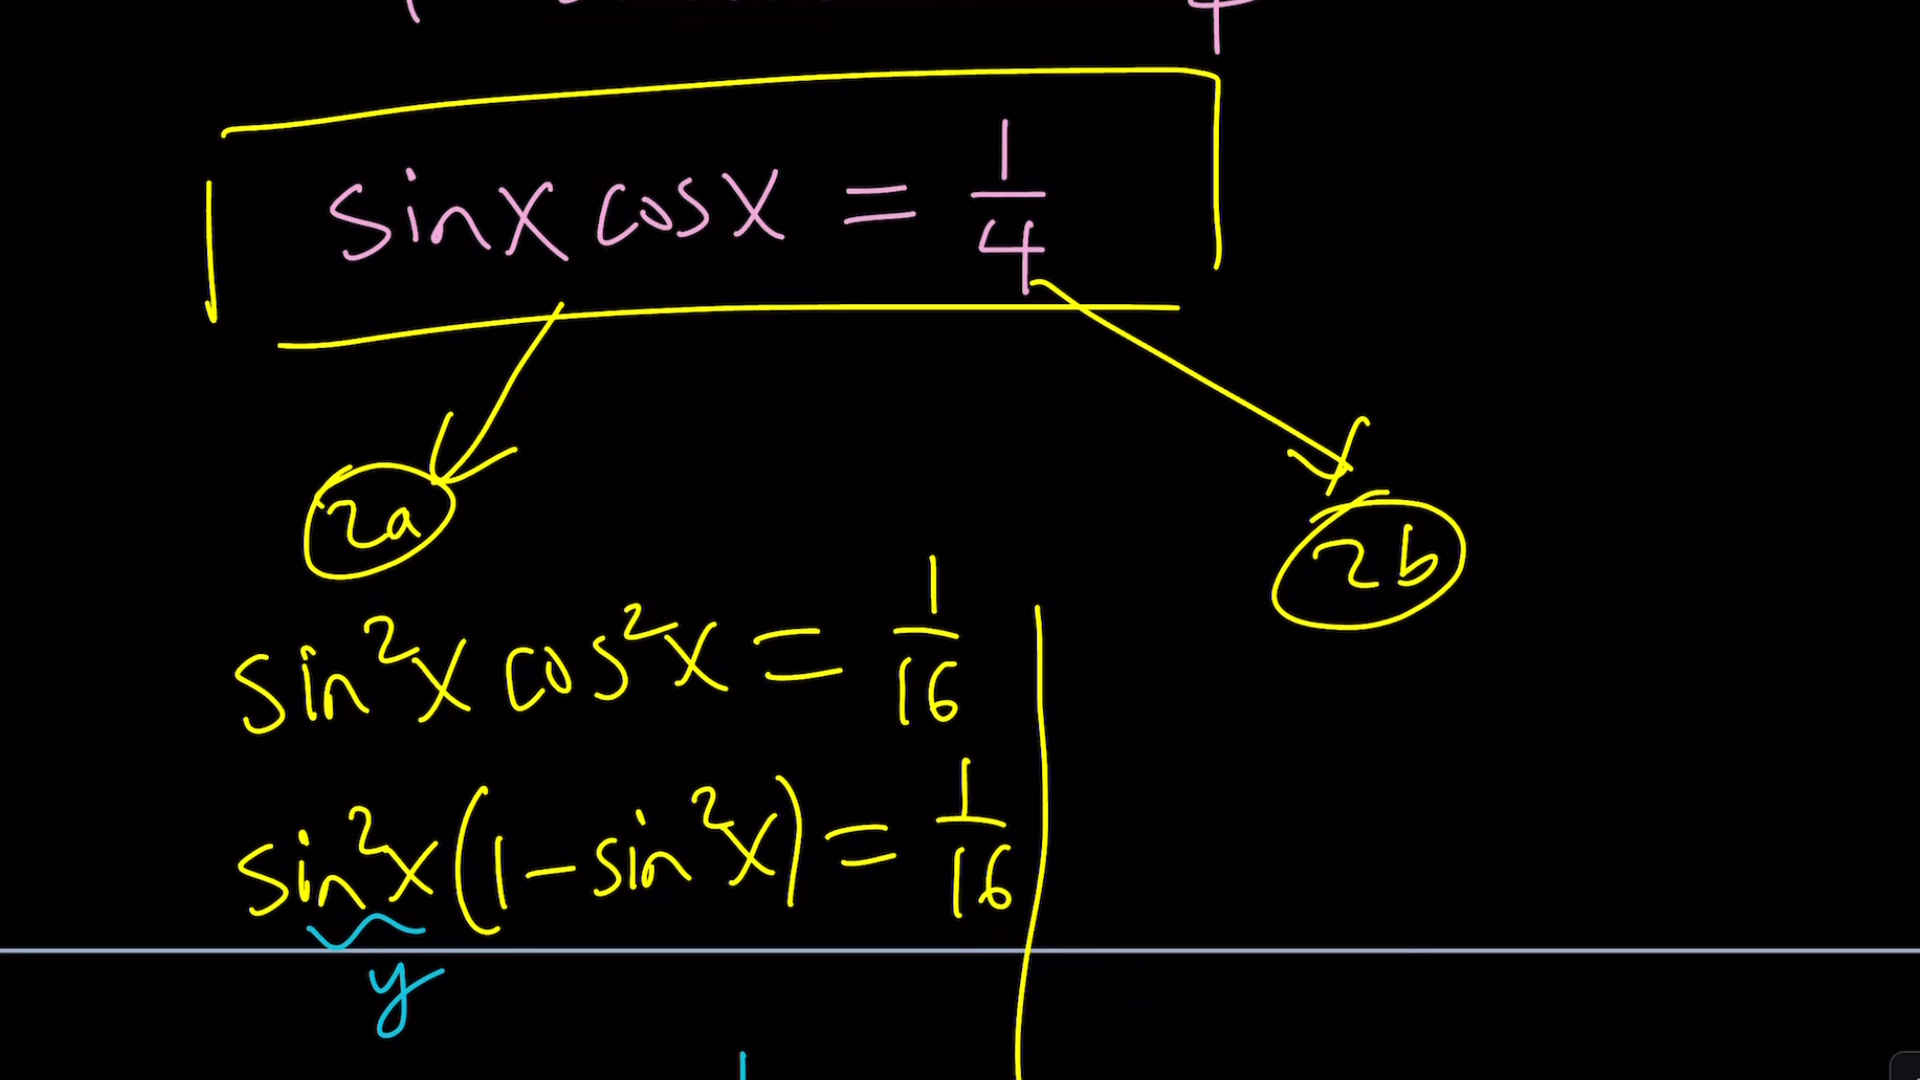 sinx cosx = 1/4
2a
2b
sin²x cos²x = 1/16
sin²x(1-sin²x) = 1/16
y